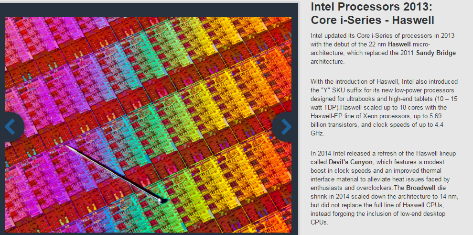 Intel Processors 2013:
Core i-Series - Haswell
Intel updated its Core i-Series of processors in 2013
with the debut of the 22 nm Haswell micro-
architecture, which replaced the 2011 Sandy Bridge
architecture.
With the introduction of Haswell, Intel also introduced
the "Y" SKU suffix for its new low-power processors
designed for ultrabooks and high-end tablets (10 – 15
watt TDP).Haswell scaled up to 18 cores with the
Haswell-EP line of Xeon processors, up to 5.69
billion transistors, and clock speeds of up to 4.4
GHz.
In 2014 Intel released a refresh of the Haswell lineup
called Devil's Canyon, which features a modest
boost in clock speeds and an improved thermal
interface material to alleviate heat issues faced by
enthusiasts and overclockers.The Broadwell die
shrink in 2014 scaled down the architecture to 14 nm,
but did not replace the full line of Haswell CPUs,
instead forgoing the inclusion of low-end desktop
CPUs.